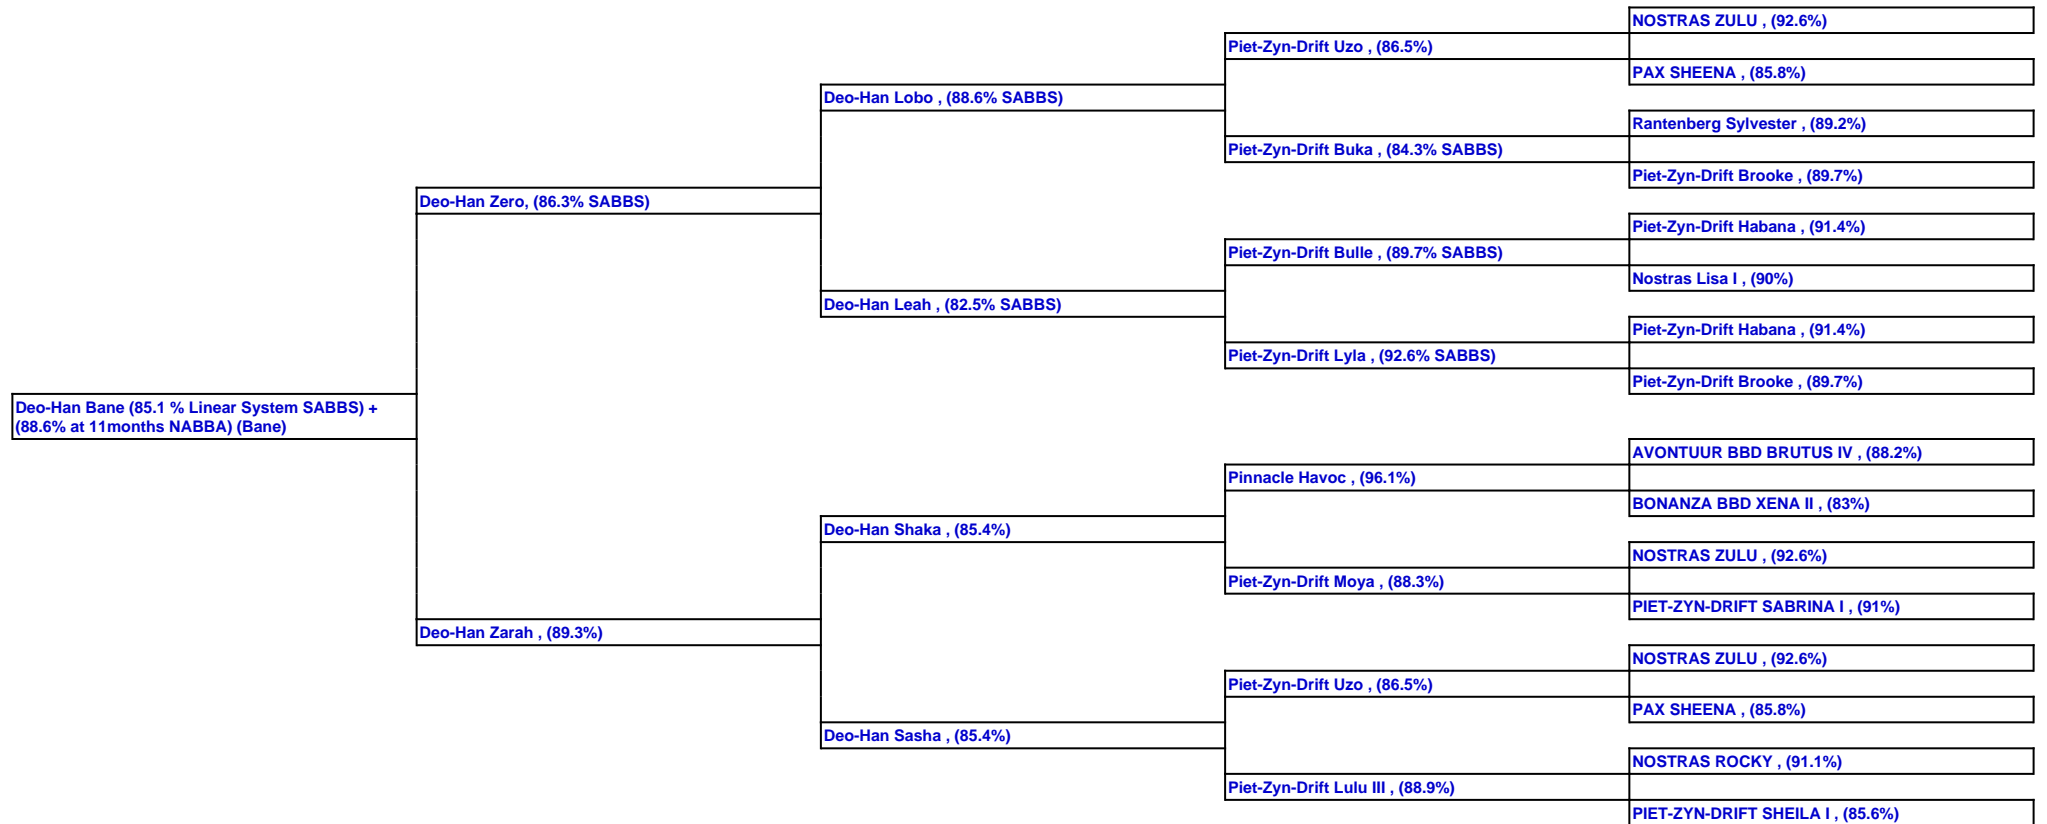 NOSTRAS ZULU , (92.6%)
Piet-Zyn-Drift Uzo , (86.5%)
PAX SHEENA , (85.8%)
Deo-Han Lobo , (88.6% SABBS)
Rantenberg Sylvester , (89.2%)
Piet-Zyn-Drift Buka , (84.3% SABBS)
Piet-Zyn-Drift Brooke , (89.7%)
Deo-Han Zero, (86.3% SABBS)
Piet-Zyn-Drift Habana , (91.4%)
Piet-Zyn-Drift Bulle , (89.7% SABBS)
Nostras Lisa I , (90%)
Deo-Han Leah , (82.5% SABBS)
Piet-Zyn-Drift Habana , (91.4%)
Piet-Zyn-Drift Lyla , (92.6% SABBS)
Piet-Zyn-Drift Brooke , (89.7%)
Deo-Han Bane (85.1 % Linear System SABBS) +
(88.6% at 11months NABBA) (Bane)
AVONTUUR BBD BRUTUS IV , (88.2%)
Pinnacle Havoc , (96.1%)
BONANZA BBD XENA II , (83%)
Deo-Han Shaka , (85.4%)
NOSTRAS ZULU , (92.6%)
Piet-Zyn-Drift Moya , (88.3%)
PIET-ZYN-DRIFT SABRINA I , (91%)
Deo-Han Zarah , (89.3%)
NOSTRAS ZULU , (92.6%)
Piet-Zyn-Drift Uzo , (86.5%)
PAX SHEENA , (85.8%)
Deo-Han Sasha , (85.4%)
NOSTRAS ROCKY , (91.1%)
Piet-Zyn-Drift Lulu III , (88.9%)
PIET-ZYN-DRIFT SHEILA I , (85.6%)